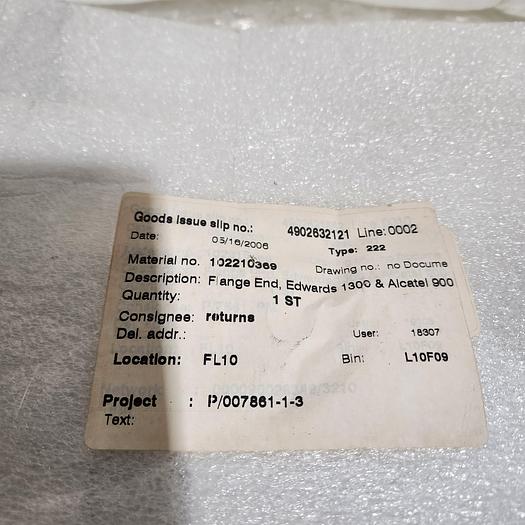 Goods issue slip no.: 4902632121 Line: 0002
Date: 03/16/2006 Type: 222
Material no. 102210369 Drawing no.: no Docume
Description: Flange End, Edwards 1300 & Alcatel 900
Quantity: 1 ST
Consignee: returns
Del. addr.: User: 18307
Location: FL10 Bin: L10F09
Project : P/007861-1-3
Text: